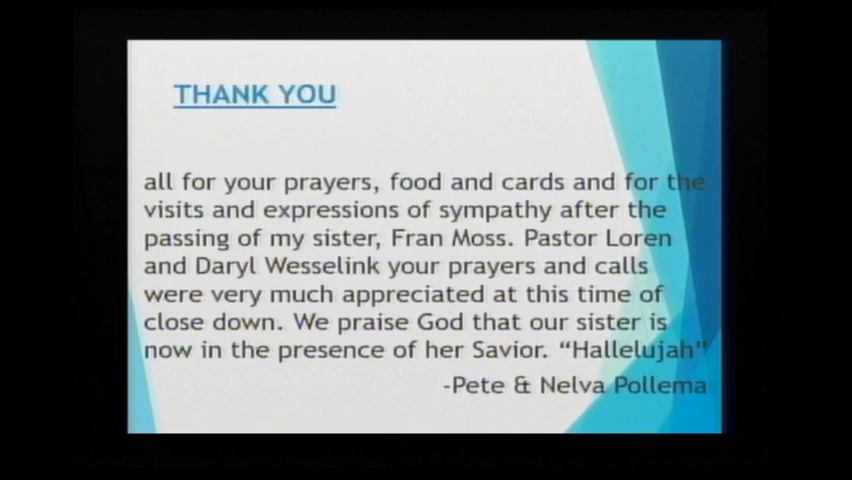 THANK YOU
all for your prayers, food and cards and for the
visits and expressions of sympathy after the
passing of my sister, Fran Moss. Pastor Loren
and Daryl Wesselink your prayers and calls
were very much appreciated at this time of
close down. We praise God that our sister is
now in the presence of her Savior. “Hallelujah”
-Pete & Nelva Pollema